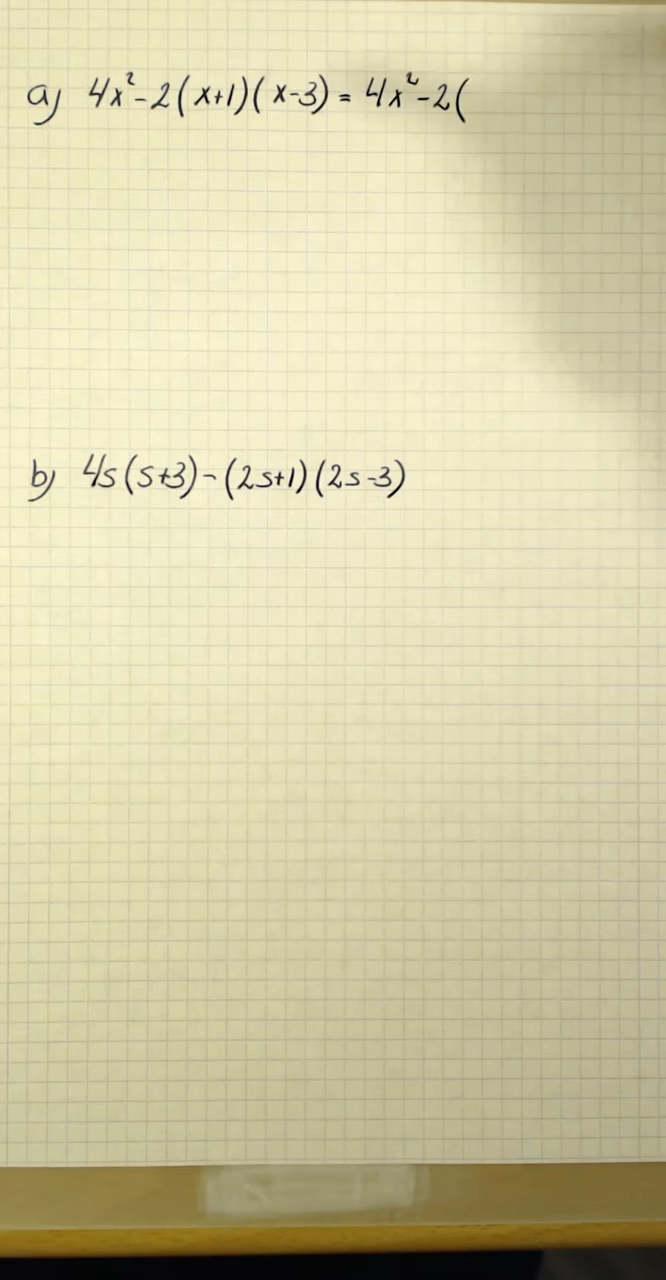 a) 4x²-2(x+1)(x-3) = 4x²-2(
b) 4s(s+3)-(2s+1)(2s-3)